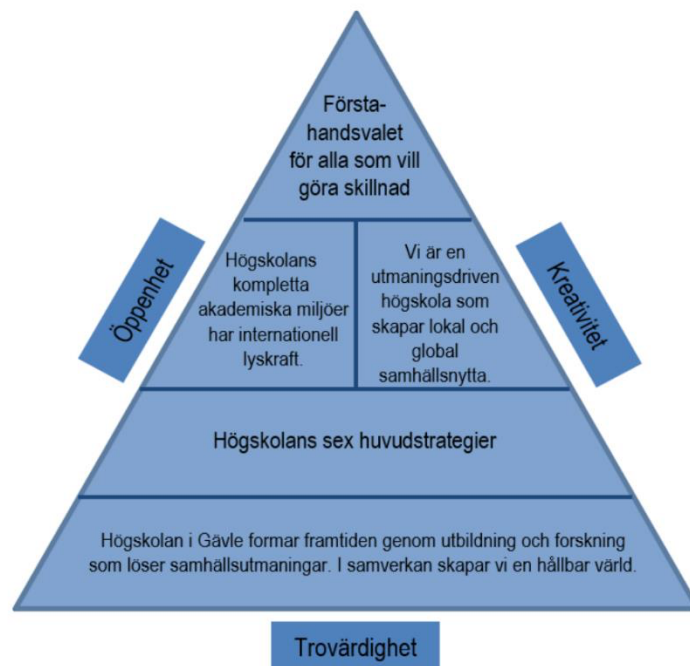 Första-
handsvalet
för alla som vill
göra skillnad
Öppenhet
Högskolans
kompletta
akademiska miljöer
har internationell
lyskraft.
Vi är en
utmaningsdriven
högskola som
skapar lokal och
global
samhällsnytta.
Kreativitet
Högskolans sex huvudstrategier
Högskolan i Gävle formar framtiden genom utbildning och forskning
som löser samhällsutmaningar. I samverkan skapar vi en hållbar värld.
Trovärdighet